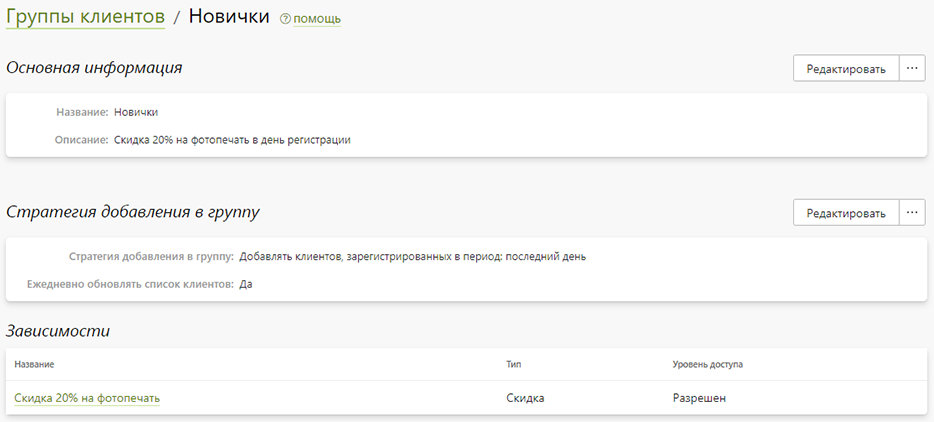 Группы клиентов / Новички ? помощь
Основная информация Редактировать ...
Название: Новички
Описание: Скидка 20% на фотопечать в день регистрации
Стратегия добавления в группу Редактировать ...
Стратегия добавления в группу: Добавлять клиентов, зарегистрированных в период: последний день
Ежедневно обновлять список клиентов: Да
Зависимости
Название Тип Уровень доступа
Скидка 20% на фотопечать Скидка Разрешен